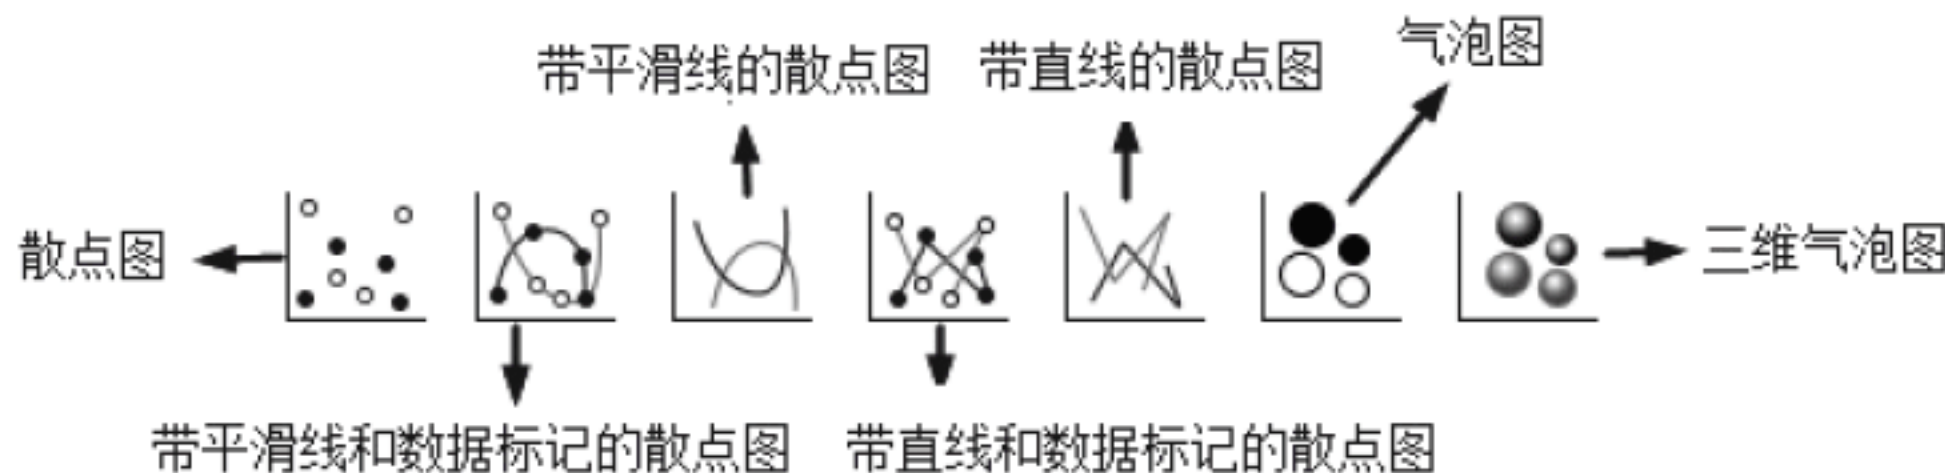 气泡图
带平滑线的散点图
带直线的散点图
散点图
三维气泡图
带平滑线和数据标记的散点图
带直线和数据标记的散点图